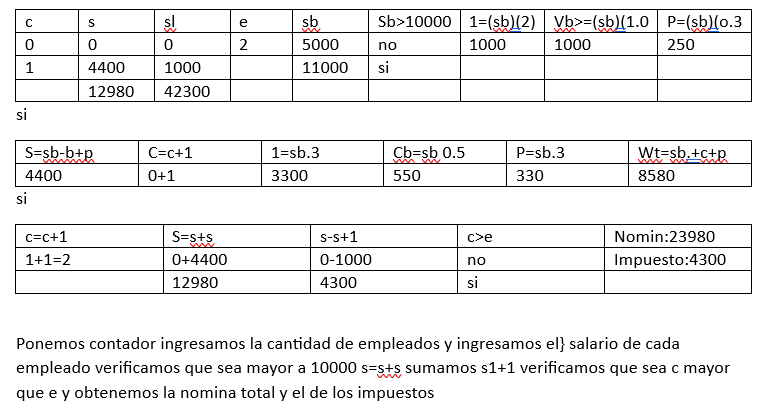 c s sl e sb Sb>10000 1=(sb)(2) Vb>=(sb)(1.0 P=(sb)(o.3
0 0 0 2 5000 no 1000 1000 250
1 4400 1000 11000 si
12980 42300
si
S=sb-b+p C=c+1 1=sb.3 Cb=sb 0.5 P=sb.3 Wt=sb.+c+p
4400 0+1 3300 550 330 8580
si
c=c+1 S=s+s s-s+1 c>e Nomin:23980
1+1=2 0+4400 0-1000 no Impuesto:4300
12980 4300 si
Ponemos contador ingresamos la cantidad de empleados y ingresamos el} salario de cada
empleado verificamos que sea mayor a 10000 s=s+s sumamos s1+1 verificamos que sea c mayor
que e y obtenemos la nomina total y el de los impuestos